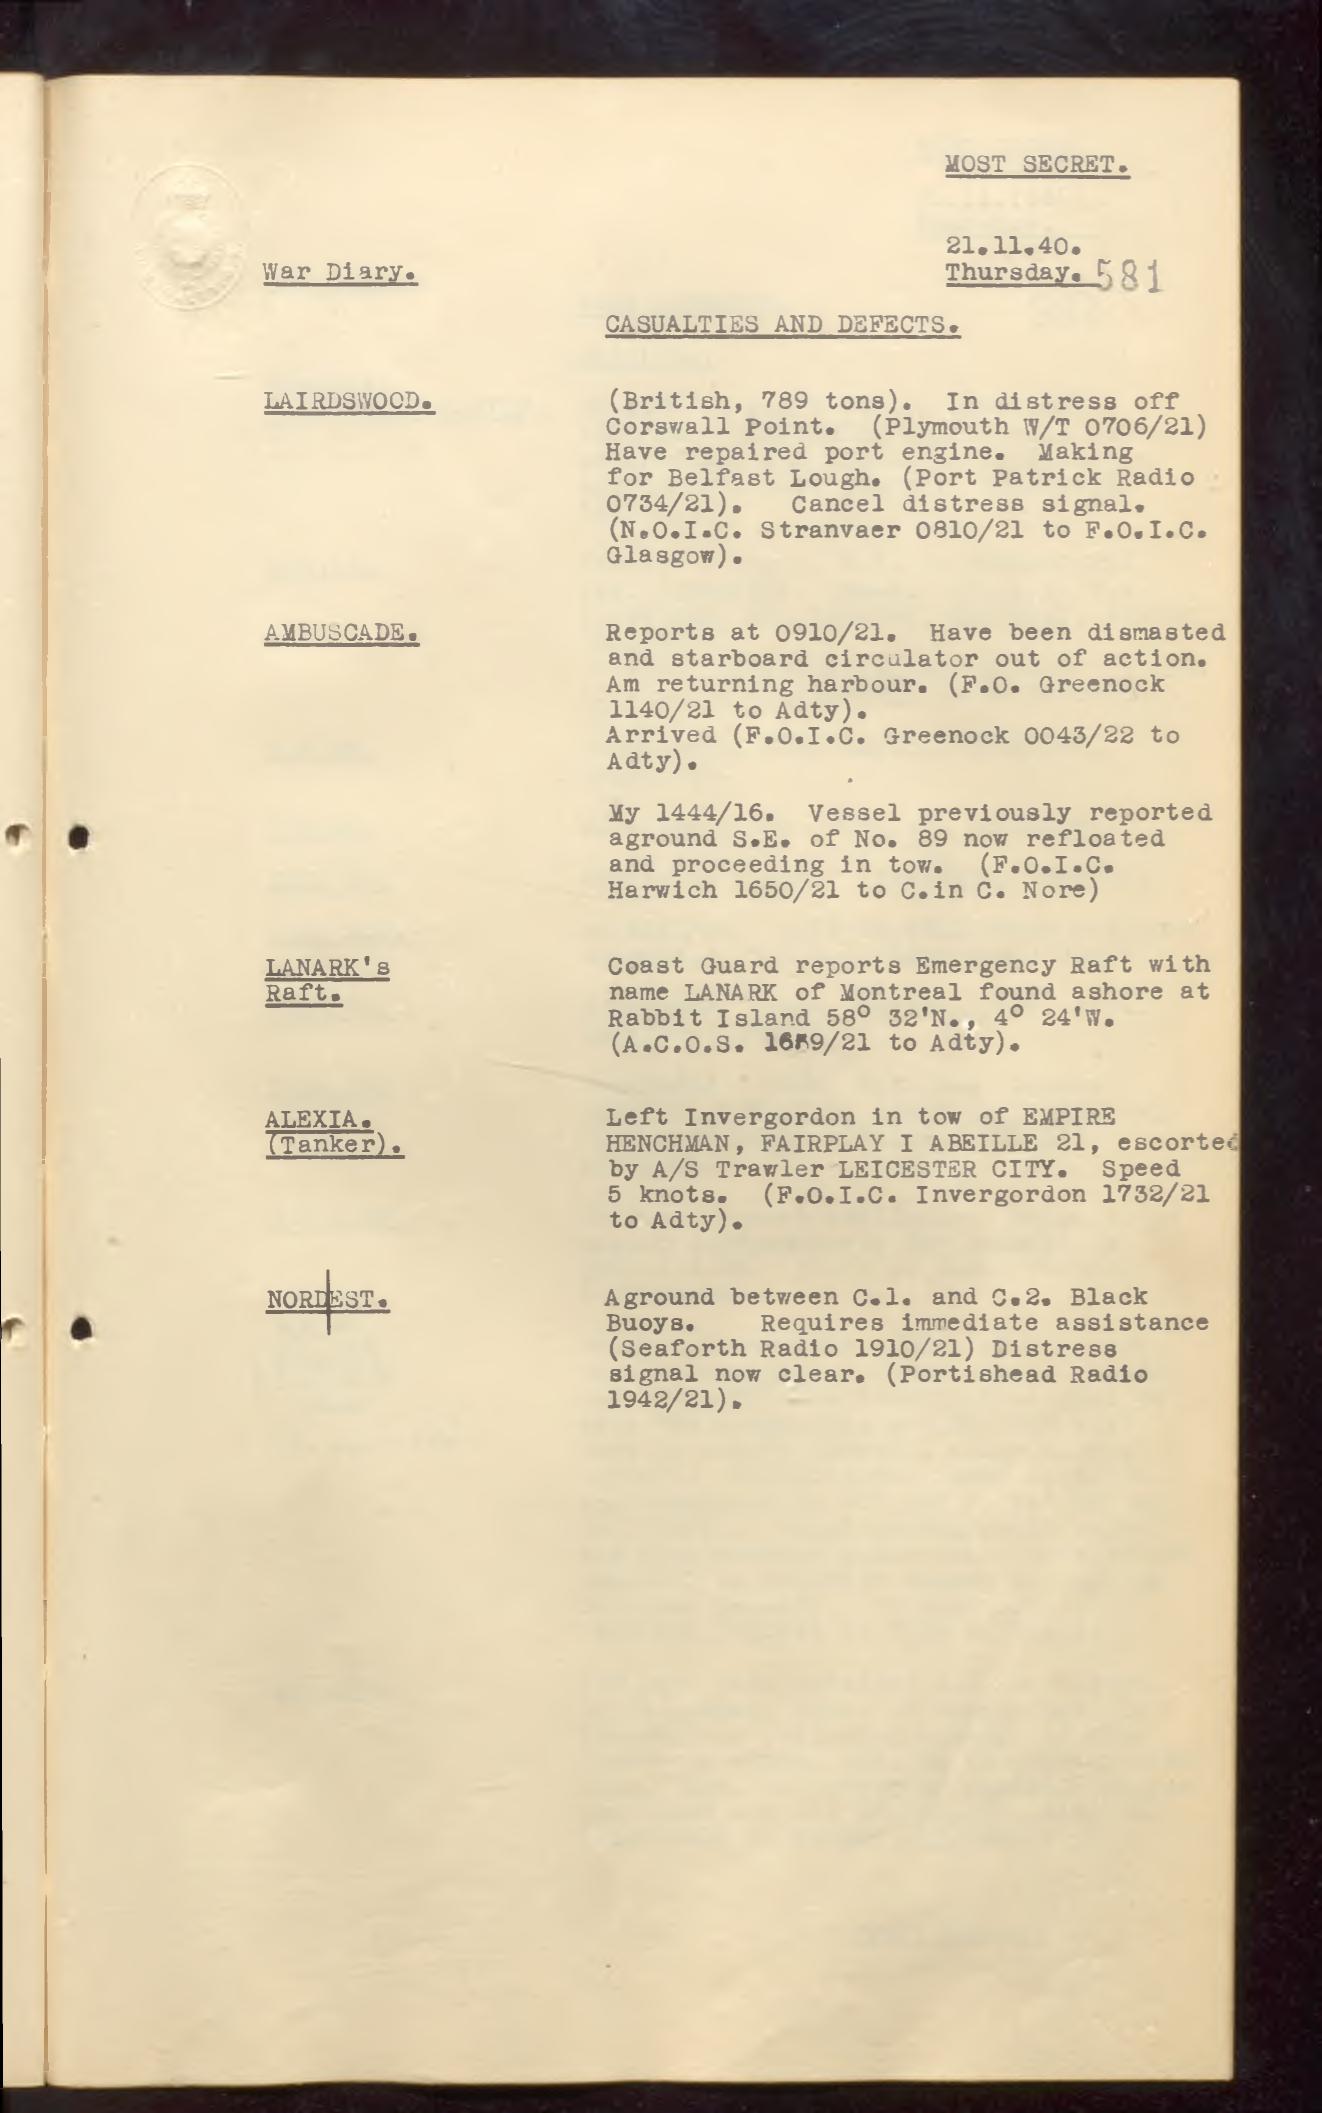 MOST SECRET.
21.11.40.
War Diary.
Thursday. 581
CASUALTIES AND DEFECTS.
LAIRDSWOOD.
(British, 789 tons). In distress off
Corswall Point. (Plymouth W/T 0706/21)
Have repaired port engine. Making
for Belfast Lough. (Port Patrick Radio
0734/21). Cancel distress signal.
(N.O.I.C. Stranvaer 0810/21 to F.O.I.C.
Glasgow).
AMBUSCADE.
Reports at 0910/21. Have been dismasted
and starboard circulator out of action.
Am returning harbour. (F.O. Greenock
1140/21 to Adty).
Arrived (F.O.I.C. Greenock 0043/22 to
Adty).
My 1444/16. Vessel previously reported
aground S.E. of No. 89 now refloated
and proceeding in tow. (F.O.I.C.
Harwich 1650/21 to C.in C. Nore)
LANARK's
Raft.
Coast Guard reports Emergency Raft with
name LANARK of Montreal found ashore at
Rabbit Island 58° 32'N., 4° 24'W.
(A.C.O.S. to Adty).
ALEXIA.
(Tanker).
Left Invergordon in tow of EMPIRE
HENCHMAN, FAIRPLAY I ABEILLE 21, escorted
by A/S Trawler LEICESTER CITY. Speed
5 knots. (F.O.I.C. Invergordon 1732/21
to Adty).
NORD|EST.
Aground between C.1. and C.2. Black
Buoys. Requires immediate assistance
(Seaforth Radio 1910/21) Distress
signal now clear. (Portishead Radio
1942/21).